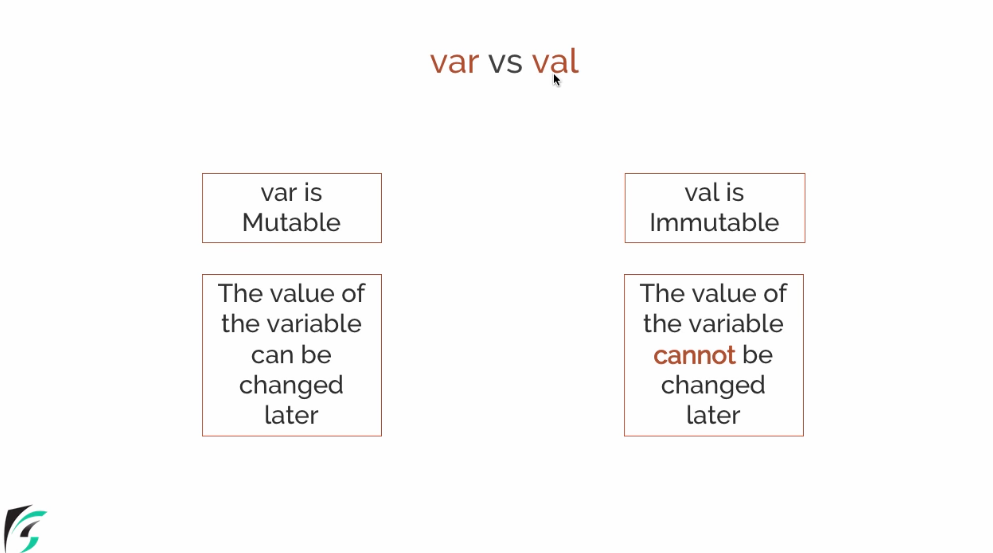 var vs val
var is
Mutable
The value of
the variable
can be
changed
later
val is
Immutable
The value of
the variable
cannot be
changed
later